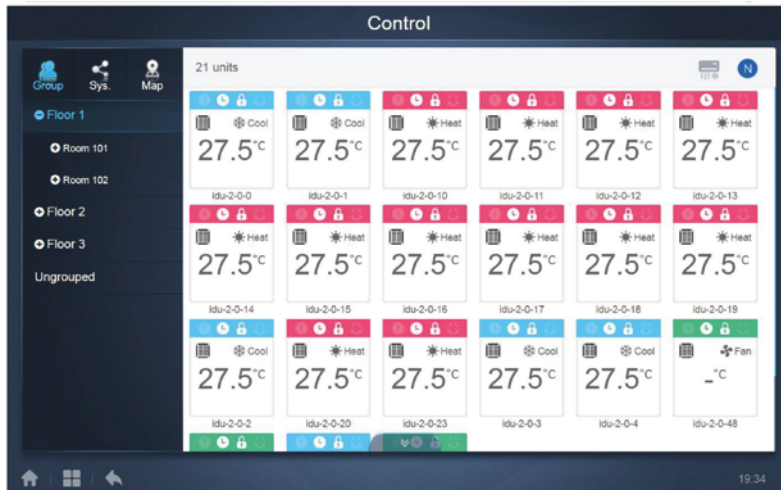 Control
Group Sys. Map
21 units
N
Floor 1
Room 101
Room 102
Floor 2
Floor 3
Ungrouped
Cool Cool Heat Heat Heat Heat
27.5°C 27.5°C 27.5°C 27.5°C 27.5°C 27.5°C
idu-2-0-0 idu-2-0-1 idu-2-0-10 idu-2-0-11 idu-2-0-12 idu-2-0-13
Heat Heat Heat Heat Heat Heat
27.5°C 27.5°C 27.5°C 27.5°C 27.5°C 27.5°C
idu-2-0-14 idu-2-0-15 idu-2-0-16 idu-2-0-17 idu-2-0-18 idu-2-0-19
Cool Heat Heat Cool Cool Fan
27.5°C 27.5°C 27.5°C 27.5°C 27.5°C -°C
idu-2-0-2 idu-2-0-20 idu-2-0-23 idu-2-0-3 idu-2-0-4 idu-2-0-48
19:34